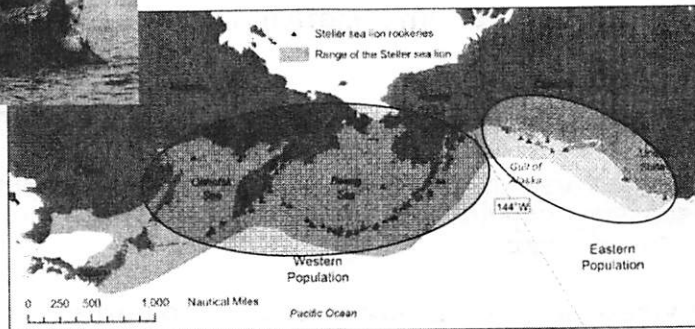 Steller sea lion rookeries
Range of the Steller sea lion
Sea
Bering
Sea
Gulf of
Alaska
144°W
Western
Population
Eastern
Population
0 250 500 1,000 Nautical Miles
Pacific Ocean